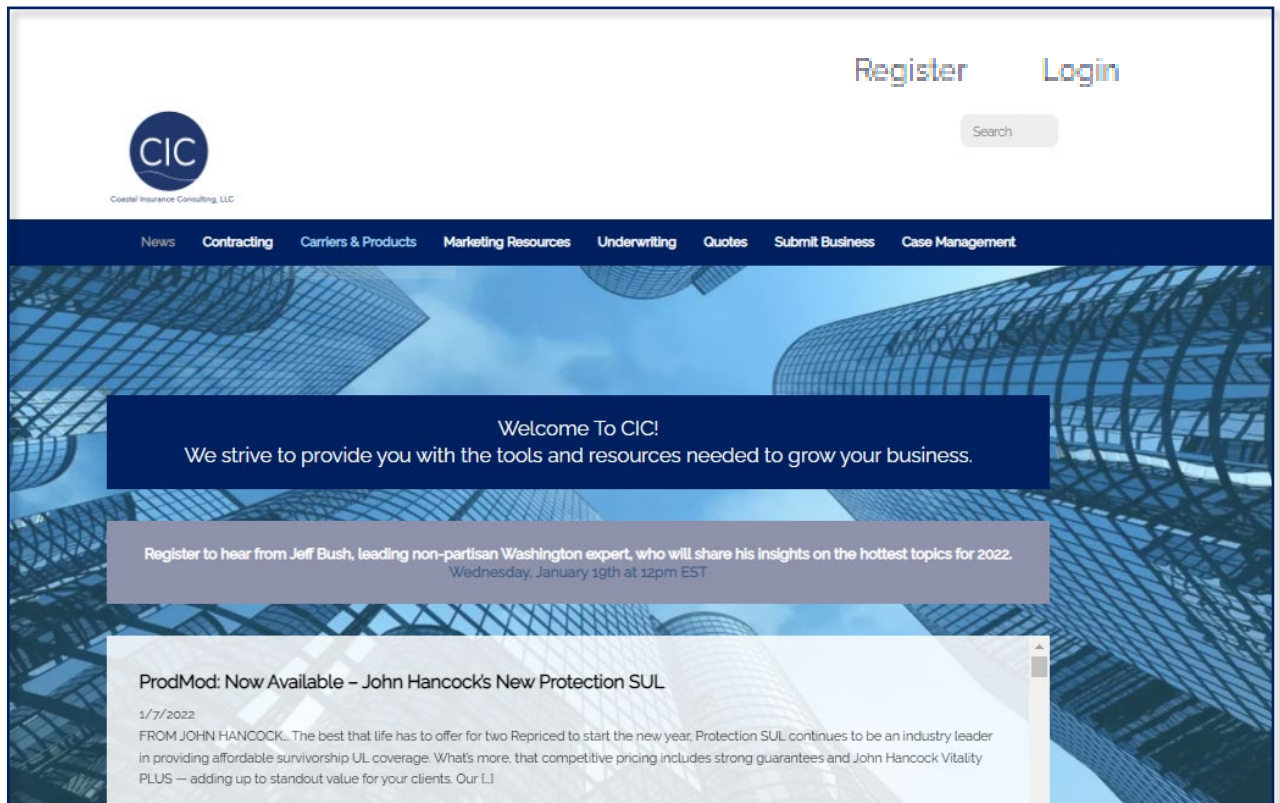 Register Login
Search
CIC
Coastal Insurance Consulting, LLC
News Contracting Carriers & Products Marketing Resources Underwriting Quotes Submit Business Case Management
Welcome To CIC!
We strive to provide you with the tools and resources needed to grow your business.
Register to hear from Jeff Bush, leading non-partisan Washington expert, who will share his insights on the hottest topics for 2022.
Wednesday, January 19th at 12pm EST
ProdMod: Now Available – John Hancock's New Protection SUL
1/7/2022
FROM JOHN HANCOCK... The best that life has to offer for two Repriced to start the new year, Protection SUL continues to be an industry leader
in providing affordable survivorship UL coverage. What's more, that competitive pricing includes strong guarantees and John Hancock Vitality
PLUS — adding up to standout value for your clients. Our [...]